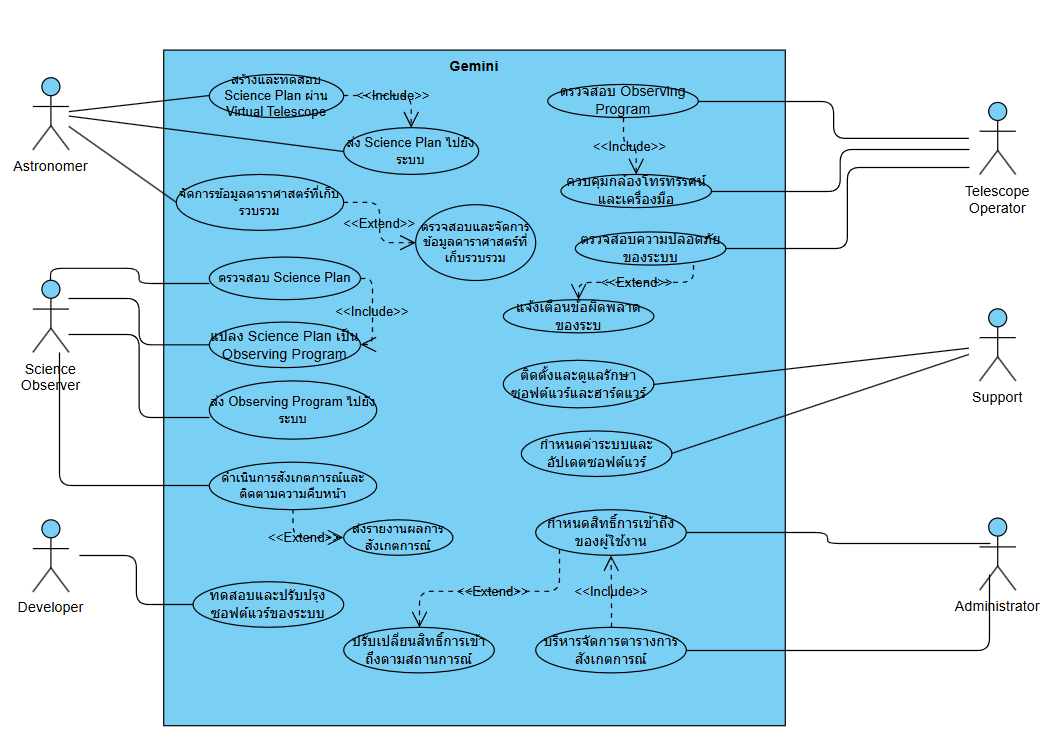 Gemini
Astronomer
สร้างและทดสอบ
Science Plan ผ่าน
Virtual Telescope
<<Include>>
ส่ง Science Plan ไปยัง
ระบบ
จัดการข้อมูลดาราศาสตร์ที่เก็บ
รวบรวม
<<Extend>>
ตรวจสอบและจัดการ
ข้อมูลดาราศาสตร์ที่
เก็บรวบรวม
ตรวจสอบ Observing
Program
<<Include>>
ควบคุมกล้องโทรทรรศน์
และเครื่องมือ
Telescope
Operator
ตรวจสอบความปลอดภัย
ของระบบ
<<Extend>>
แจ้งเตือนข้อผิดพลาด
ของระบ
Science
Observer
ตรวจสอบ Science Plan
<<Include>>
แปลง Science Plan เป็น
Observing Program
ส่ง Observing Program ไปยัง
ระบบ
ดำเนินการสังเกตการณ์และ
ติดตามความคืบหน้า
<<Extend>>
ส่งรายงานผลการ
สังเกตการณ์
ติดตั้งและดูแลรักษา
ซอฟต์แวร์และฮาร์ดแวร์
Support
กำหนดค่าระบบและ
อัปเดตซอฟต์แวร์
Developer
ทดสอบและปรับปรุง
ซอฟต์แวร์ของระบบ
กำหนดสิทธิ์การเข้าถึง
ของผู้ใช้งาน
<<Extend>>
<<Include>>
ปรับเปลี่ยนสิทธิ์การเข้า
ถึงตามสถานการณ์
บริหารจัดการตารางการ
สังเกตการณ์
Administrator